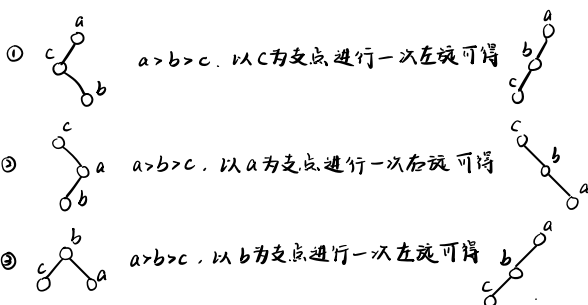 ① a c b a>b>c. 以c为支点进行一次左旋可得 a b c
② c a b a>b>c. 以a为支点进行一次右旋可得 c b a
③ b c a a>b>c, 以b为支点进行一次左旋可得 a b c